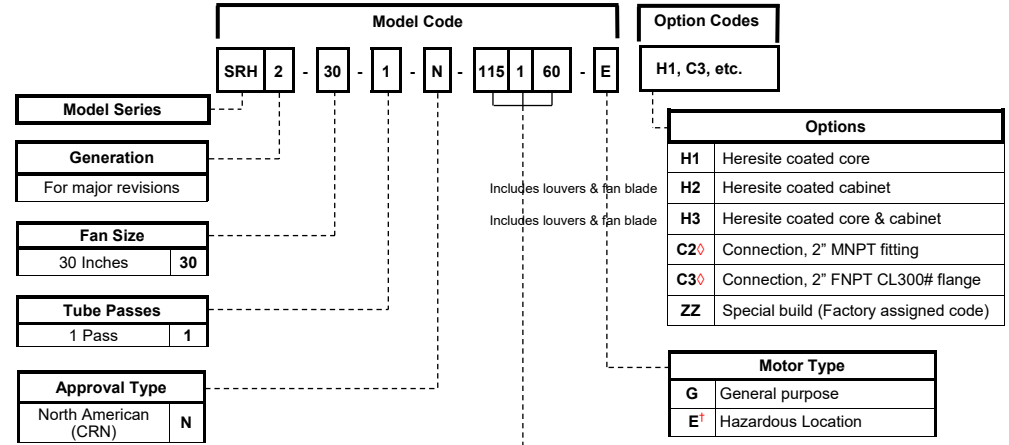 Model Code
Option Codes
SRH 2 - 30 - 1 - N - 115 1 60 - E
H1, C3, etc.
Model Series
Generation
For major revisions
Fan Size
30 Inches 30
Tube Passes
1 Pass 1
Approval Type
North American (CRN) N
Options
H1 Heresite coated core
Includes louvers & fan blade H2 Heresite coated cabinet
Includes louvers & fan blade H3 Heresite coated core & cabinet
C2◊ Connection, 2” MNPT fitting
C3◊ Connection, 2” FNPT CL300# flange
ZZ Special build (Factory assigned code)
Motor Type
G General purpose
E† Hazardous Location